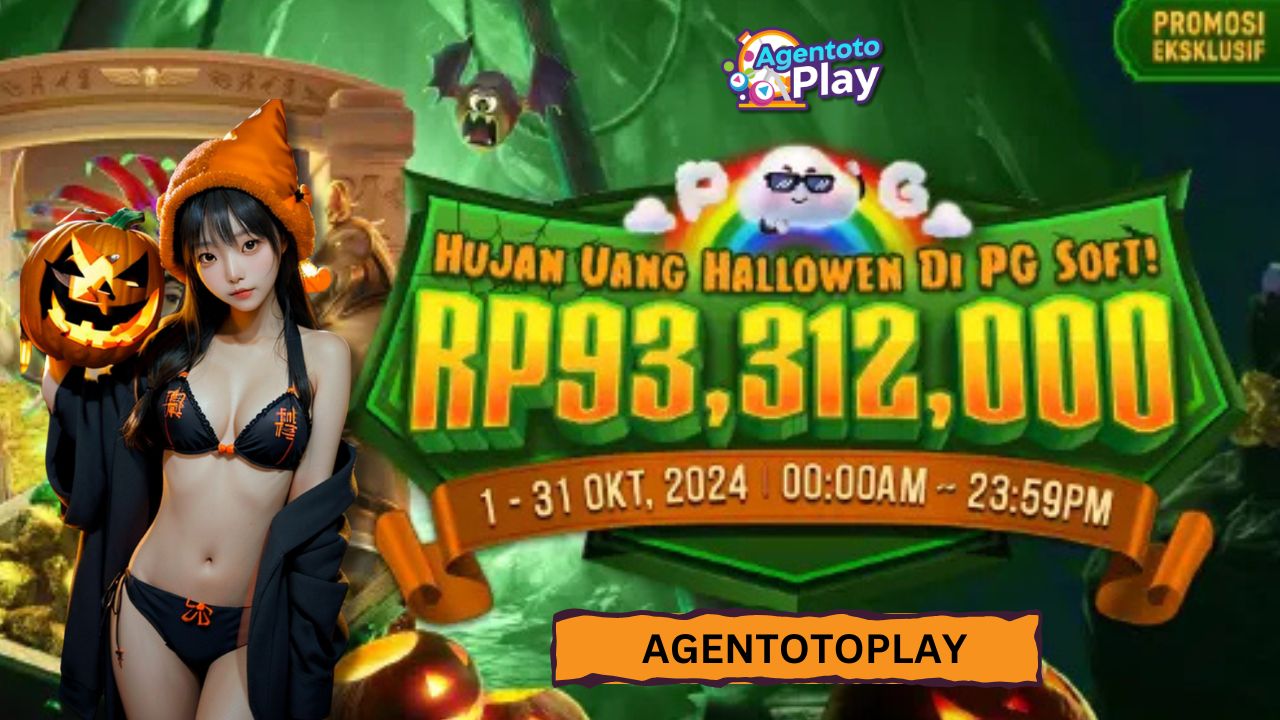 Agentoto
Play
PROMOSI
EKSKLUSIF
P G
HUJAN UANG HALLOWEN DI PG SOFT!
RP93,312,000
1 - 31 OKT, 2024 | 00:00AM ~ 23:59PM
AGENTOTOPLAY